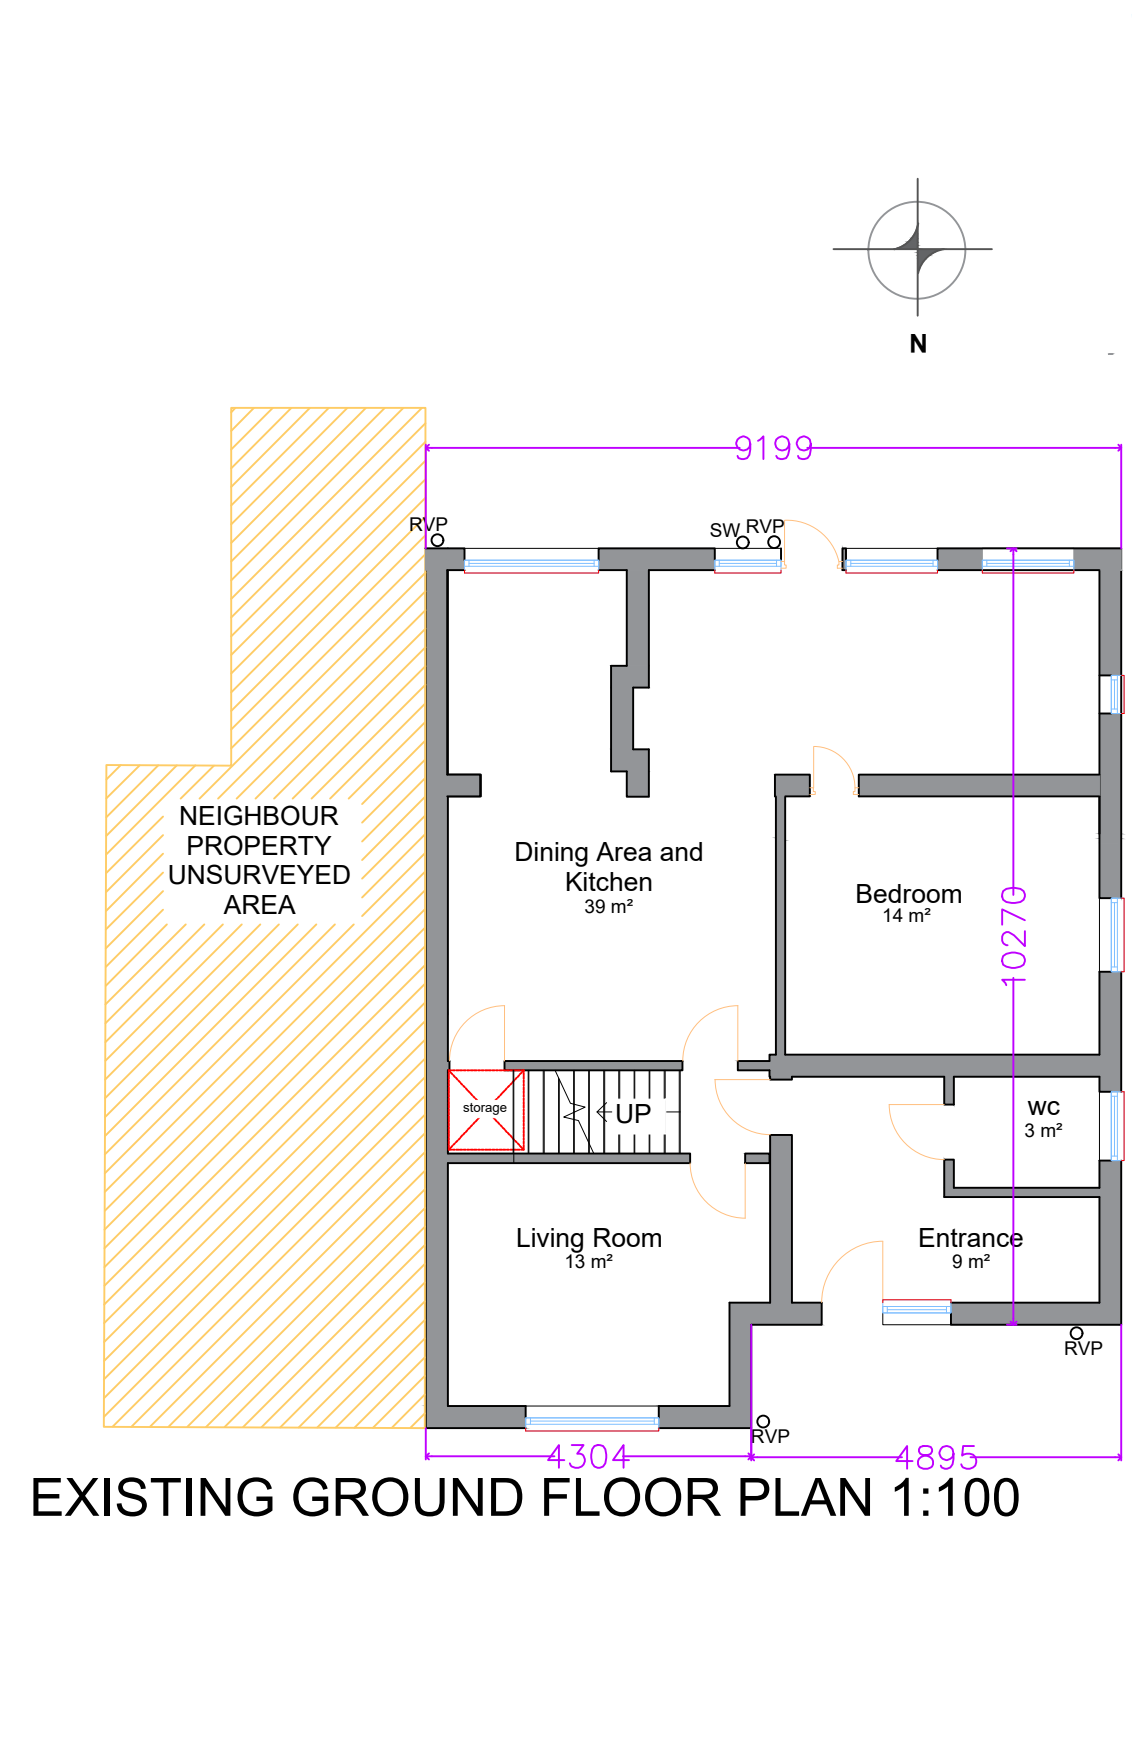 N
9199
RVP
SW
RVP
NEIGHBOUR
PROPERTY
UNSURVEYED
AREA
Dining Area and
Kitchen
39 m²
Bedroom
14 m²
10270
storage
UP
WC
3 m²
Living Room
13 m²
Entrance
9 m²
RVP
RVP
4304
4895
EXISTING GROUND FLOOR PLAN 1:100